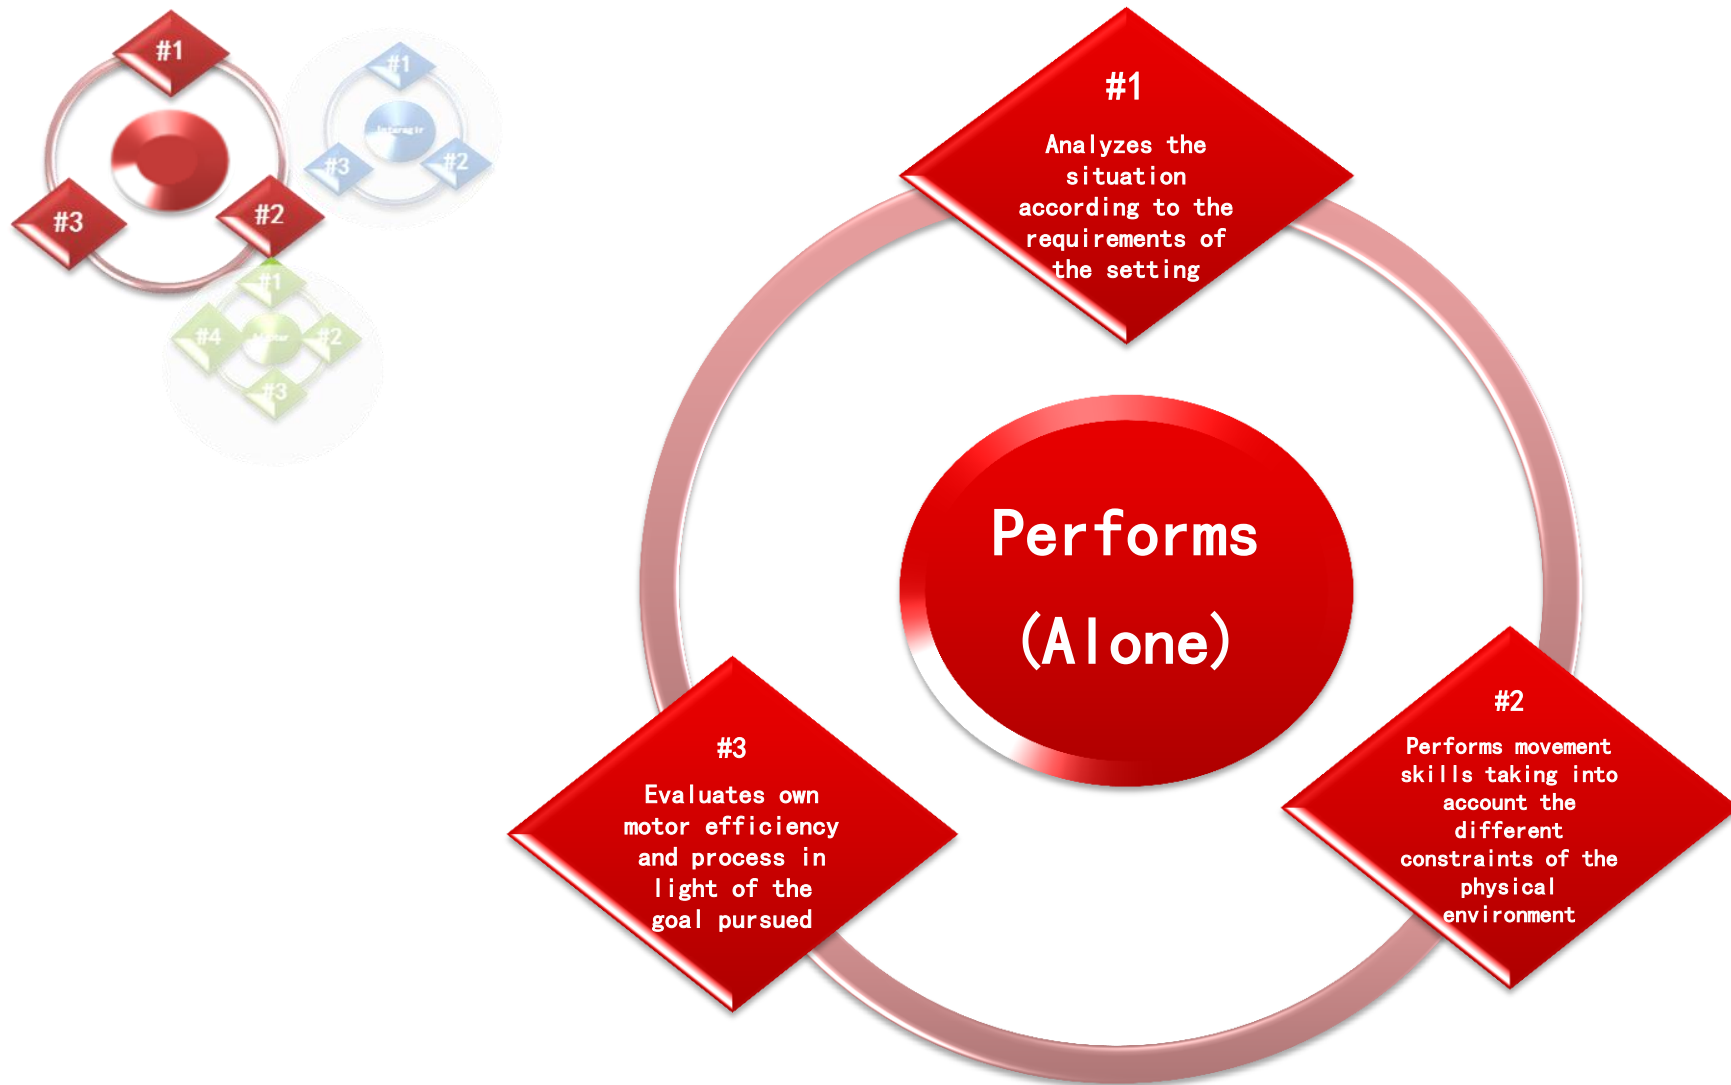 #1
#3
#2
#1
Interagir
#3
#2
#1
#4
#2
#3
#1
Analyzes the
situation
according to the
requirements of
the setting
Performs
(Alone)
#2
Performs movement
skills taking into
account the
different
constraints of the
physical
environment
#3
Evaluates own
motor efficiency
and process in
light of the
goal pursued